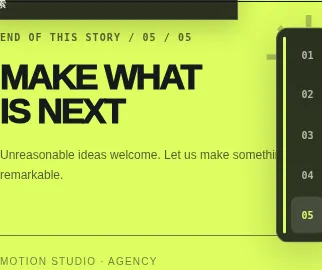 END OF THIS STORY / 05 / 05
MAKE WHAT
IS NEXT
Unreasonable ideas welcome. Let us make
remarkable.
MOTION STUDIO · AGENCY
01
02
03
04
05